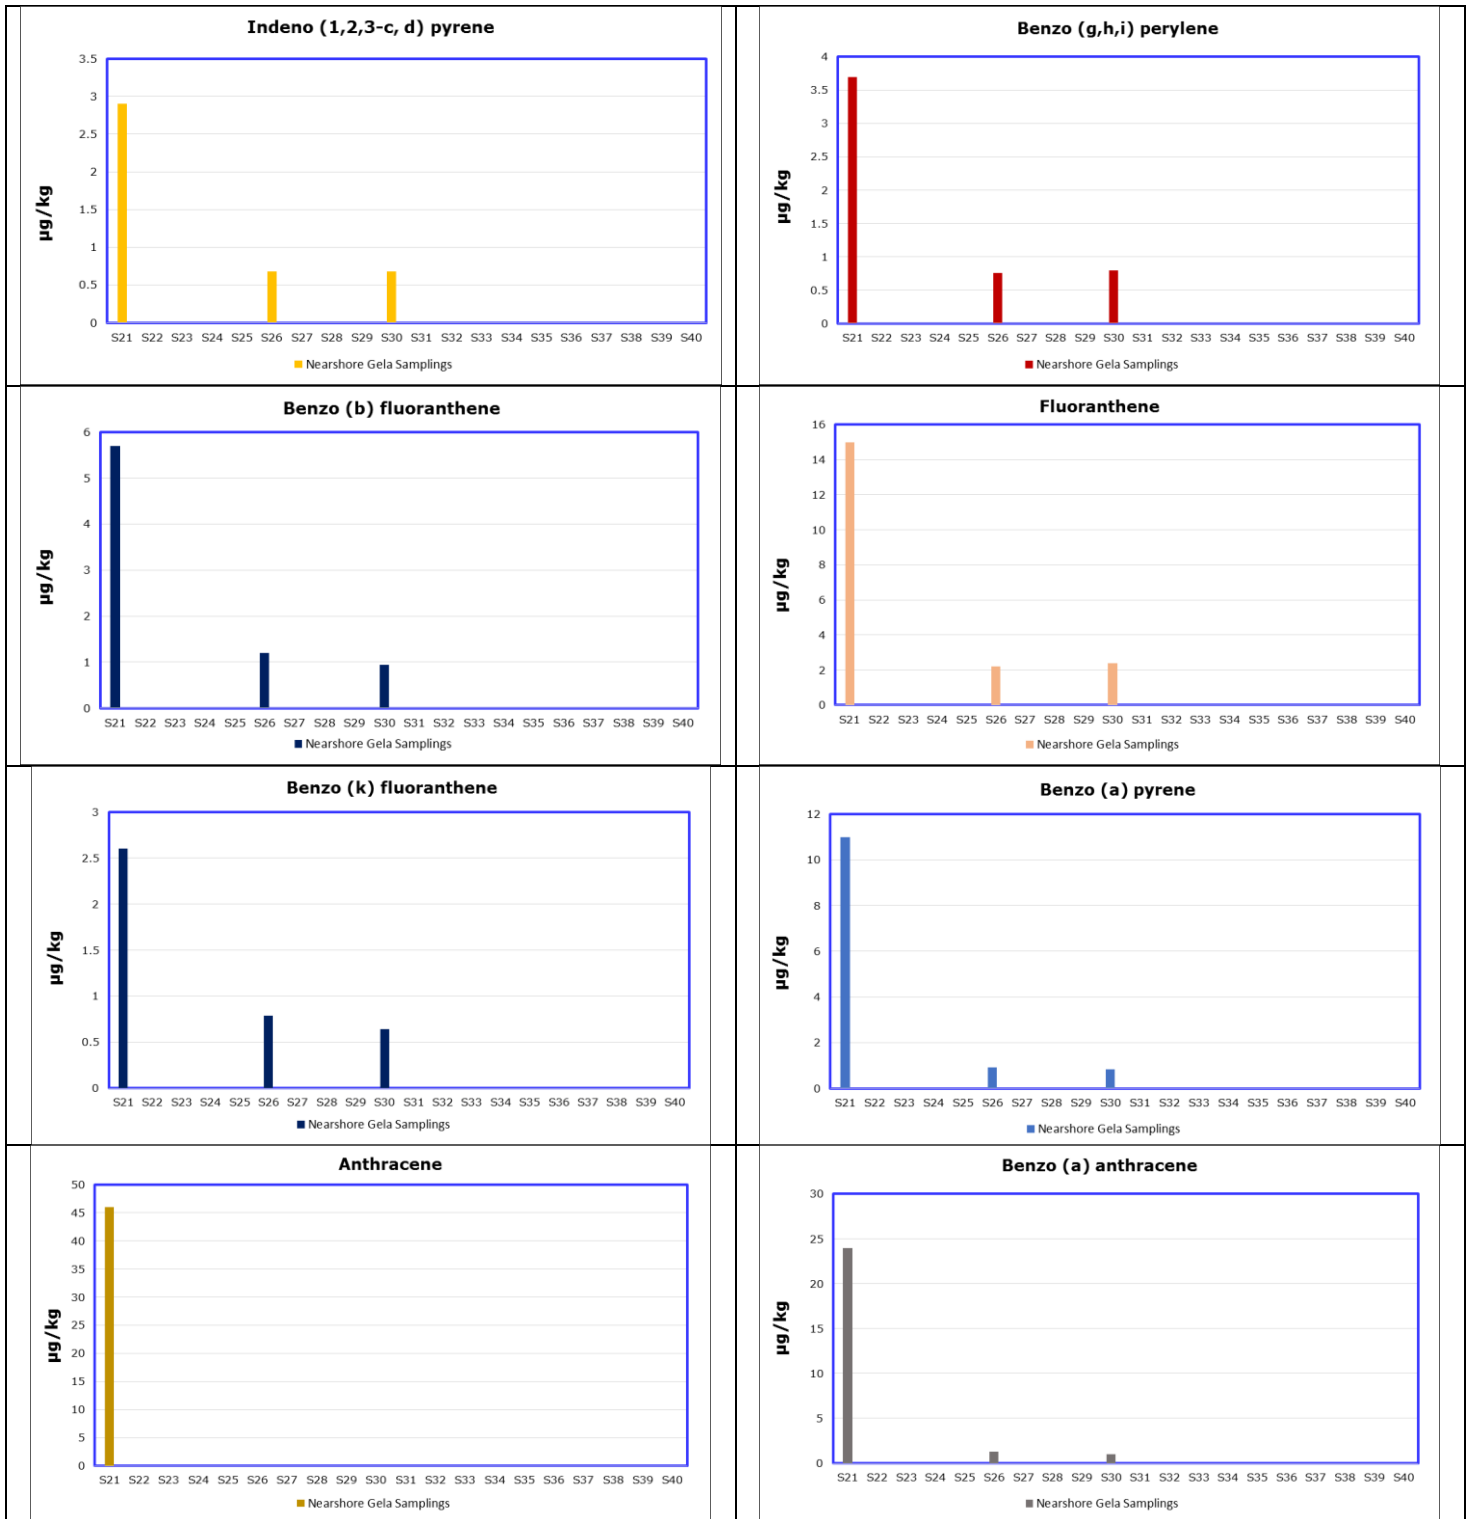 Indeno (1,2,3-c, d) pyrene
3.5
3
2.5
2
1.5
1
0.5
0
µg/kg
S21 S22 S23 S24 S25 S26 S27 S28 S29 S30 S31 S32 S33 S34 S35 S36 S37 S38 S39 S40
Nearshore Gela Samplings
Benzo (g,h,i) perylene
4
3.5
3
2.5
2
1.5
1
0.5
0
µg/kg
S21 S22 S23 S24 S25 S26 S27 S28 S29 S30 S31 S32 S33 S34 S35 S36 S37 S38 S39 S40
Nearshore Gela Samplings
Benzo (b) fluoranthene
6
5
4
3
2
1
0
µg/kg
S21 S22 S23 S24 S25 S26 S27 S28 S29 S30 S31 S32 S33 S34 S35 S36 S37 S38 S39 S40
Nearshore Gela Samplings
Fluoranthene
16
14
12
10
8
6
4
2
0
µg/kg
S21 S22 S23 S24 S25 S26 S27 S28 S29 S30 S31 S32 S33 S34 S35 S36 S37 S38 S39 S40
Nearshore Gela Samplings
Benzo (k) fluoranthene
3
2.5
2
1.5
1
0.5
0
µg/kg
S21 S22 S23 S24 S25 S26 S27 S28 S29 S30 S31 S32 S33 S34 S35 S36 S37 S38 S39 S40
Nearshore Gela Samplings
Benzo (a) pyrene
12
10
8
6
4
2
0
µg/kg
S21 S22 S23 S24 S25 S26 S27 S28 S29 S30 S31 S32 S33 S34 S35 S36 S37 S38 S39 S40
Nearshore Gela Samplings
Anthracene
50
45
40
35
30
25
20
15
10
5
0
µg/kg
S21 S22 S23 S24 S25 S26 S27 S28 S29 S30 S31 S32 S33 S34 S35 S36 S37 S38 S39 S40
Nearshore Gela Samplings
Benzo (a) anthracene
30
25
20
15
10
5
0
µg/kg
S21 S22 S23 S24 S25 S26 S27 S28 S29 S30 S31 S32 S33 S34 S35 S36 S37 S38 S39 S40
Nearshore Gela Samplings